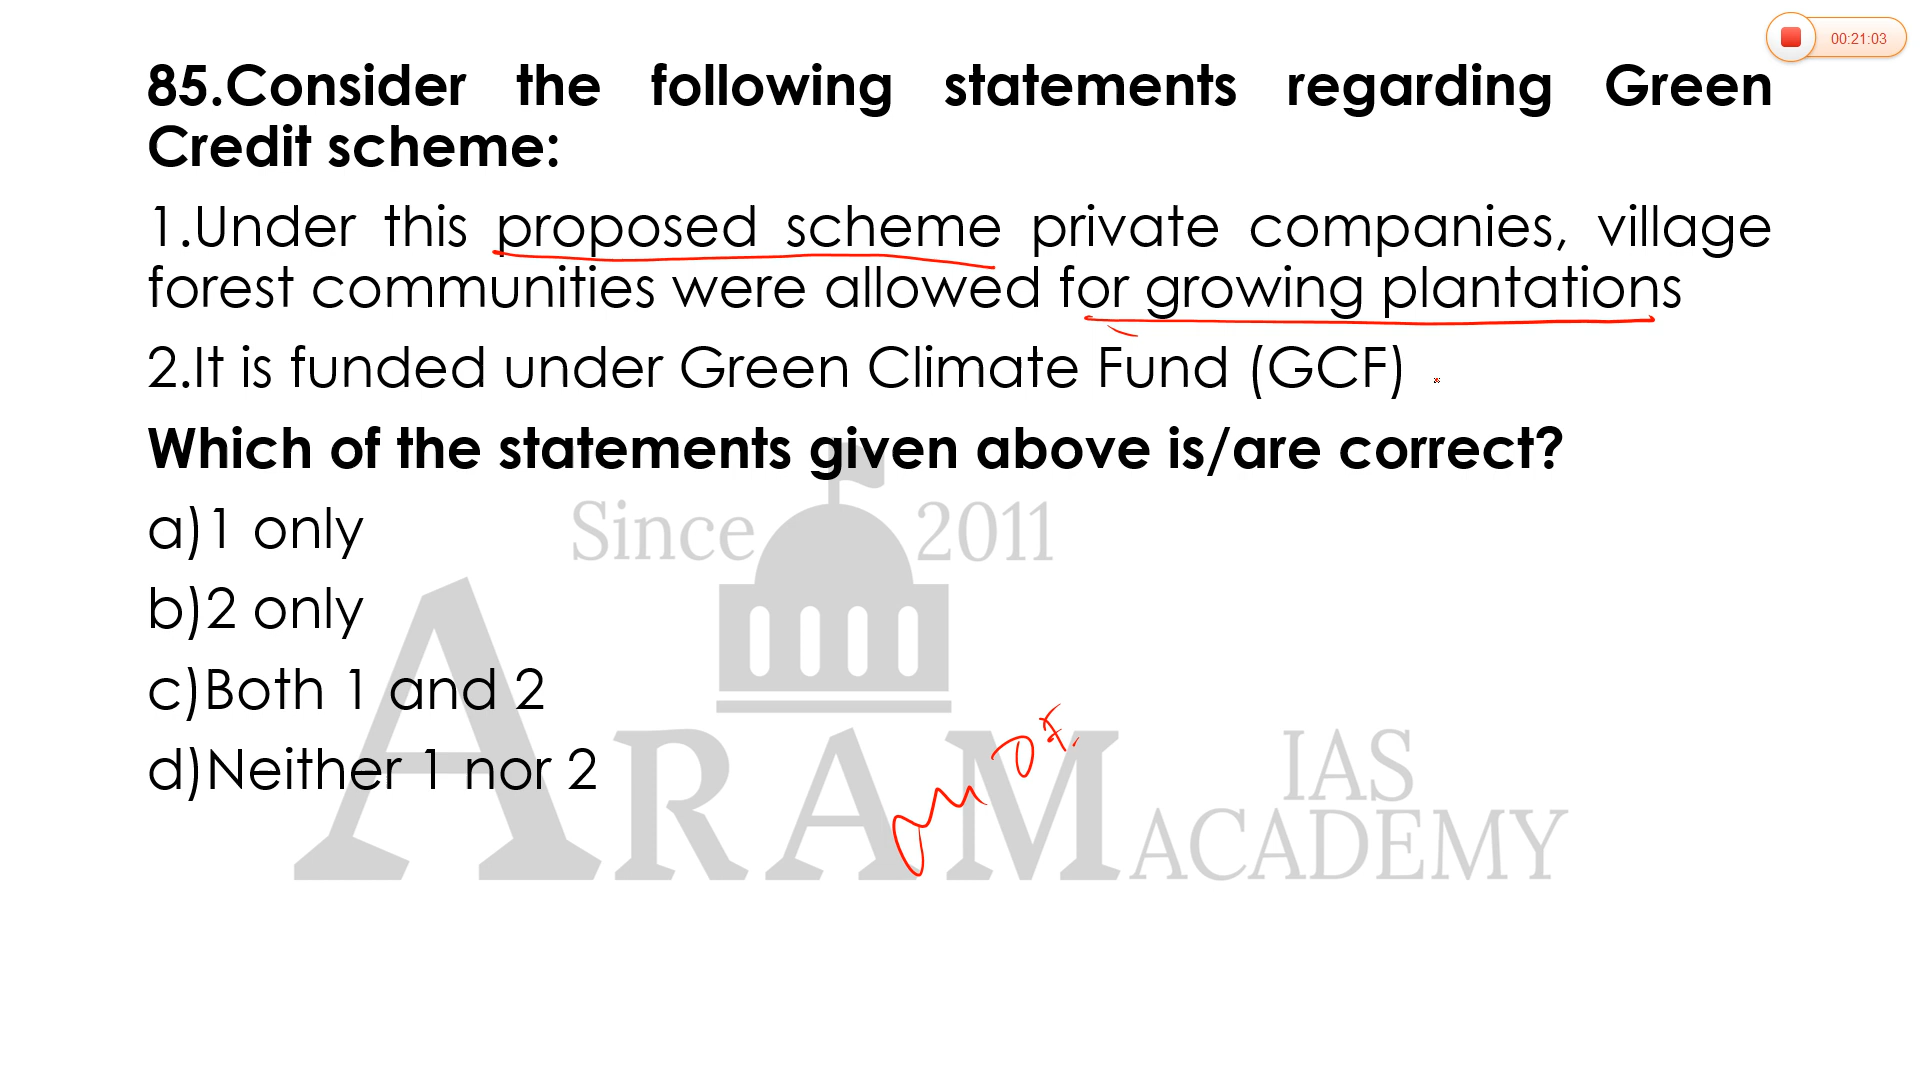 00:21:03
85.Consider the following statements regarding Green
Credit scheme:
1.Under this proposed scheme private companies, village
forest communities were allowed for growing plantations
2.It is funded under Green Climate Fund (GCF)
Which of the statements given above is/are correct?
a)1 only
b)2 only
c)Both 1 and 2
d)Neither 1 nor 2
Since 2011
ARAM IAS
ACADEMY